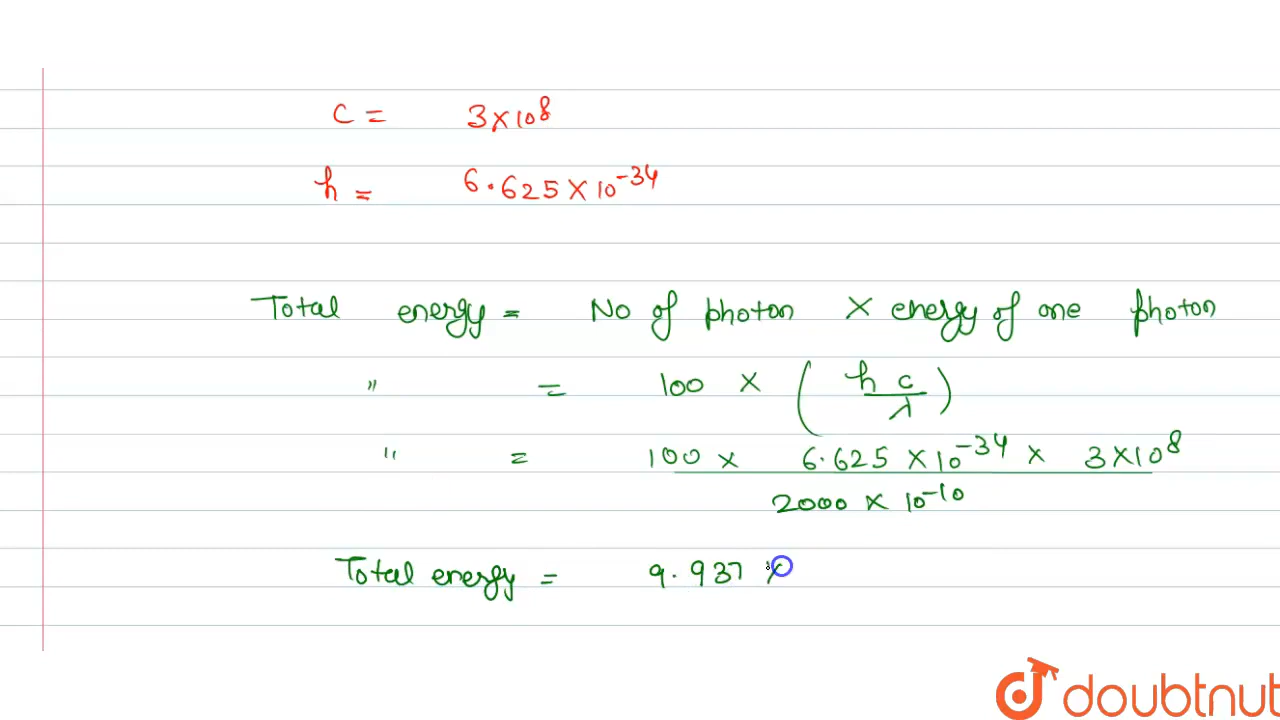 C = 3×10⁸
h = 6.625×10⁻³⁴
Total energy = No of photon × energy of one photon
" = 100 × (hc/λ)
" = 100 × 6.625×10⁻³⁴ × 3×10⁸
2000 × 10⁻¹⁰
Total energy = 9.937 ×
doubtnut